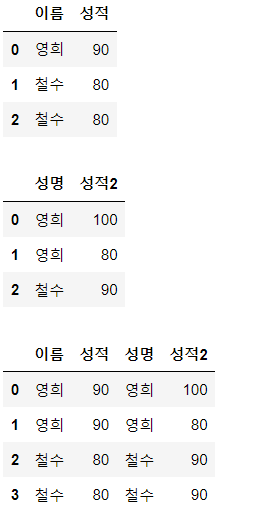 이름 성적
0 영희 90
1 철수 80
2 철수 80
성명 성적2
0 영희 100
1 영희 80
2 철수 90
이름 성적 성명 성적2
0 영희 90 영희 100
1 영희 90 영희 80
2 철수 80 철수 90
3 철수 80 철수 90